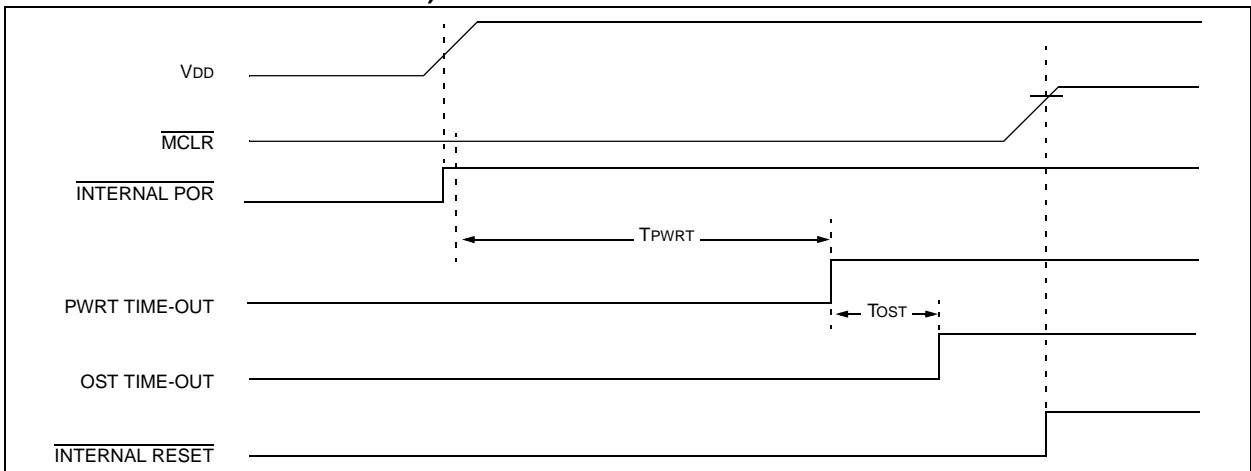 VDD
MCLR
INTERNAL POR
TPWRT
PWRT TIME-OUT
TOST
OST TIME-OUT
INTERNAL RESET